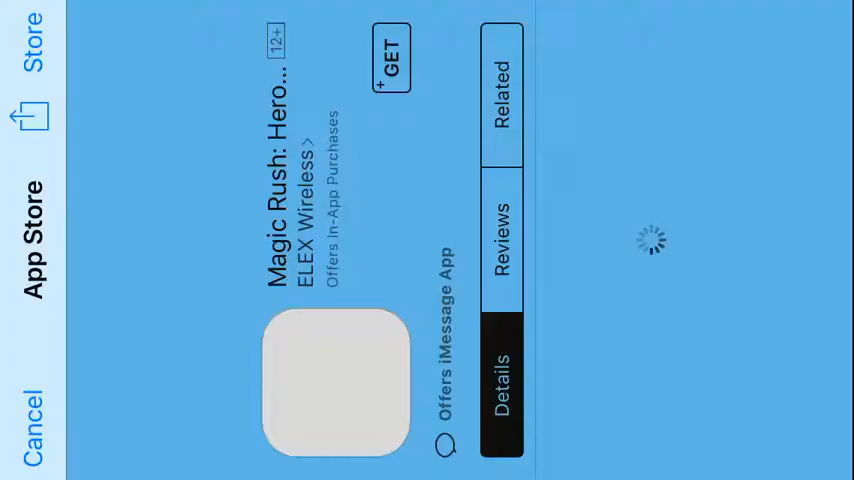 Cancel App Store Store
Magic Rush: Hero... 12+
ELEX Wireless >
Offers In-App Purchases
+ GET
Offers iMessage App
Details Reviews Related